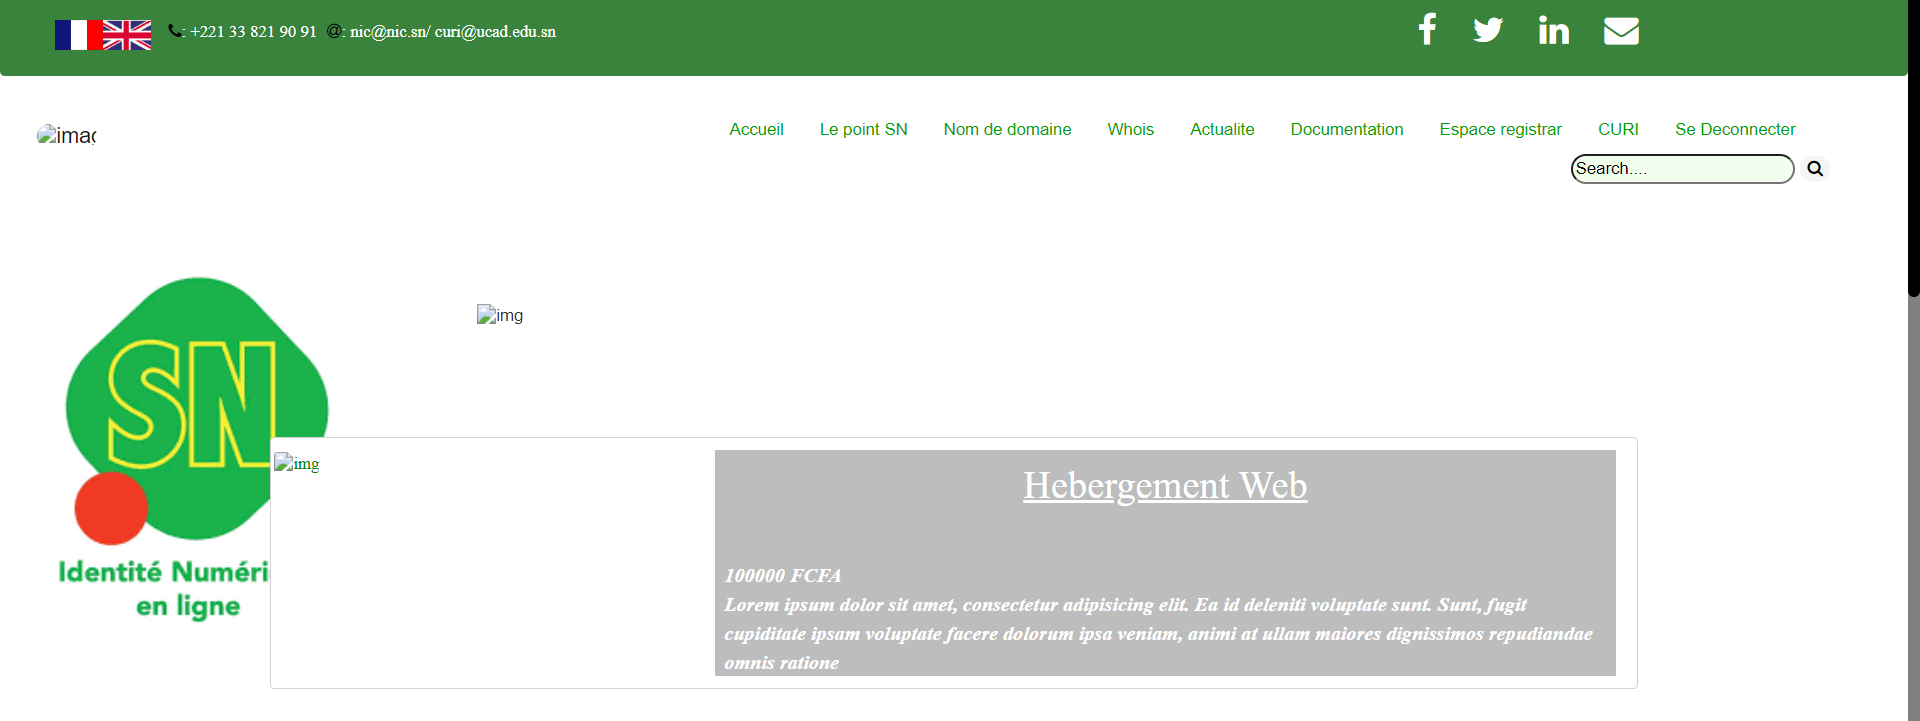 : +221 33 821 90 91 @: nic@nic.sn/ curi@ucad.edu.sn
imag
Accueil Le point SN Nom de domaine Whois Actualite Documentation Espace registrar CURI Se Deconnecter
Search....
SN
Identité Numéri
en ligne
img
img
Hebergement Web
100000 FCFA
Lorem ipsum dolor sit amet, consectetur adipisicing elit. Ea id deleniti voluptate sunt. Sunt, fugit
cupiditate ipsam voluptate facere dolorum ipsa veniam, animi at ullam maiores dignissimos repudiandae
omnis ratione